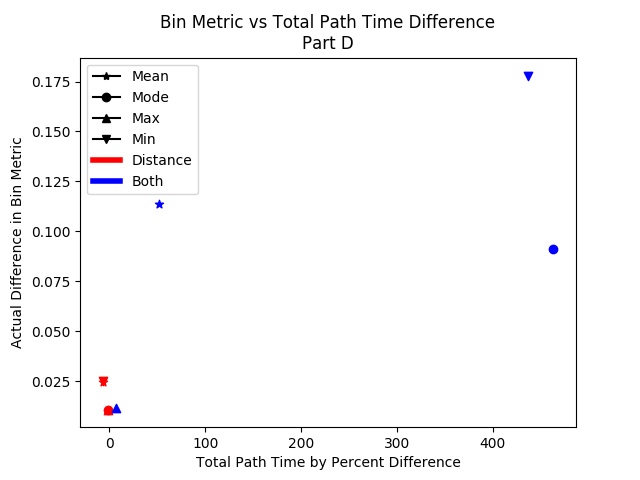 Bin Metric vs Total Path Time Difference
Part D
Mean
Mode
Max
Min
Distance
Both
0.175
0.150
0.125
0.100
0.075
0.050
0.025
Actual Difference in Bin Metric
0 100 200 300 400
Total Path Time by Percent Difference